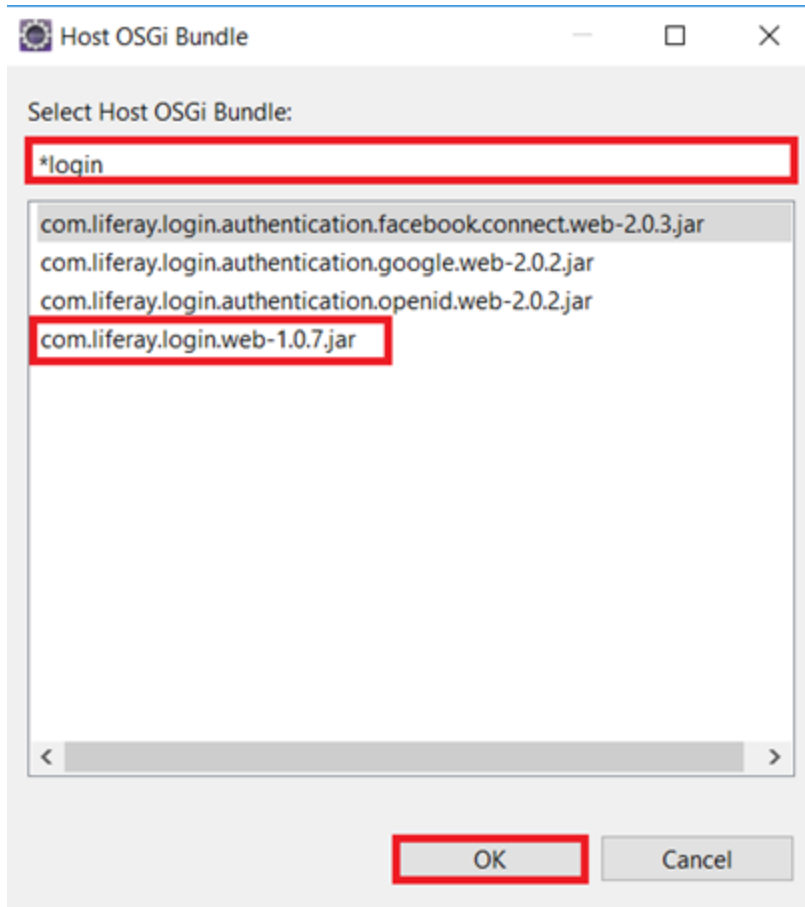 Host OSGi Bundle
Select Host OSGi Bundle:
*login
com.liferay.login.authentication.facebook.connect.web-2.0.3.jar
com.liferay.login.authentication.google.web-2.0.2.jar
com.liferay.login.authentication.openid.web-2.0.2.jar
com.liferay.login.web-1.0.7.jar
OK Cancel